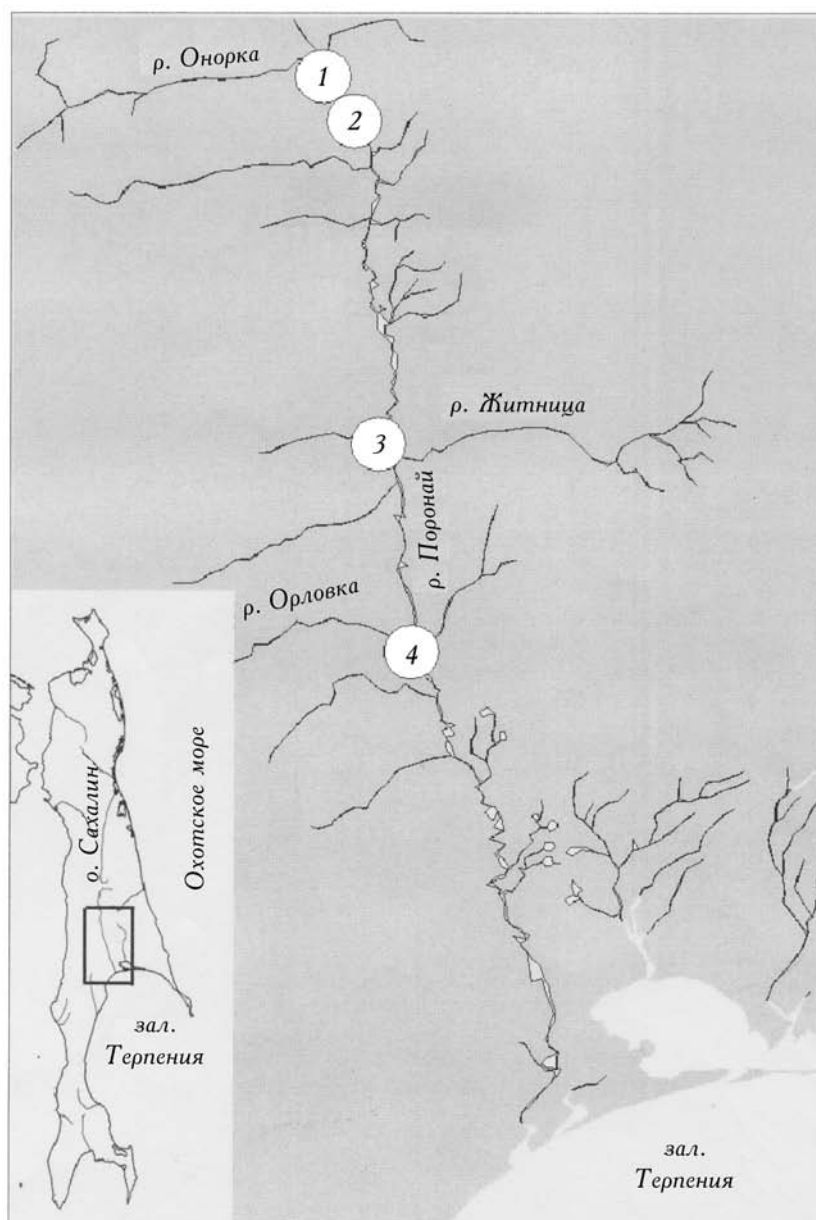 р. Онорка
1
2
р. Житница
3
р. Поронай
р. Орловка
4
о. Сахалин
Охотское море
зал.
Терпения
зал.
Терпения